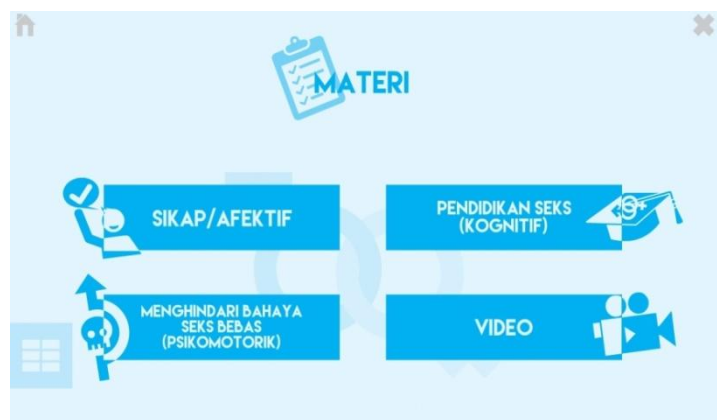 MATERI
SIKAP/AFEKTIF
PENDIDIKAN SEKS
(KOGNITIF)
MENGHINDARI BAHAYA
SEKS BEBAS
(PSIKOMOTORIK)
VIDEO